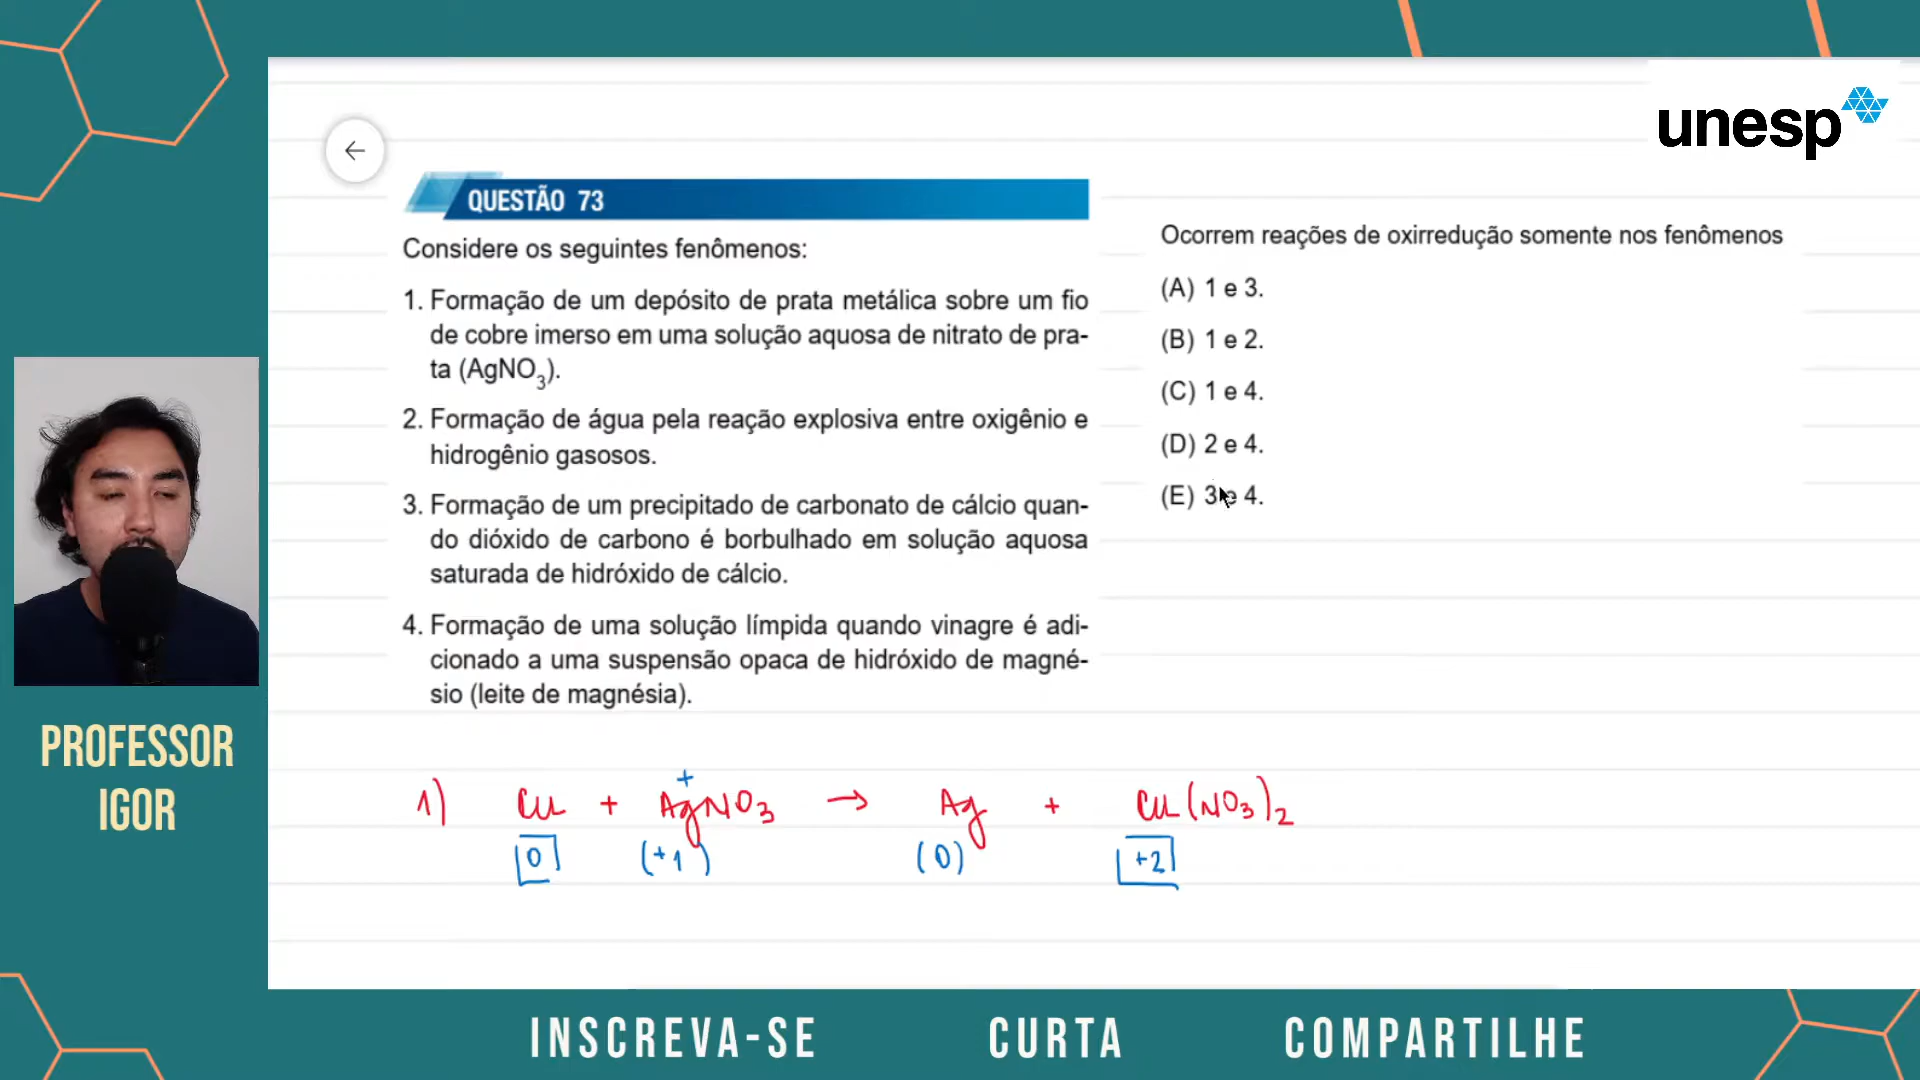 unesp
QUESTÃO 73
Considere os seguintes fenômenos:
1. Formação de um depósito de prata metálica sobre um fio
de cobre imerso em uma solução aquosa de nitrato de pra-
ta (AgNO₃).
2. Formação de água pela reação explosiva entre oxigênio e
hidrogênio gasosos.
3. Formação de um precipitado de carbonato de cálcio quan-
do dióxido de carbono é borbulhado em solução aquosa
saturada de hidróxido de cálcio.
4. Formação de uma solução límpida quando vinagre é adi-
cionado a uma suspensão opaca de hidróxido de magné-
sio (leite de magnésia).
Ocorrem reações de oxirredução somente nos fenômenos
(A) 1 e 3.
(B) 1 e 2.
(C) 1 e 4.
(D) 2 e 4.
(E) 3 e 4.
+
1) Cu + AgNO₃ → Ag + Cu(NO₃)₂
0 (+1) (0) +2
PROFESSOR
IGOR
INSCREVA-SE CURTA COMPARTILHE